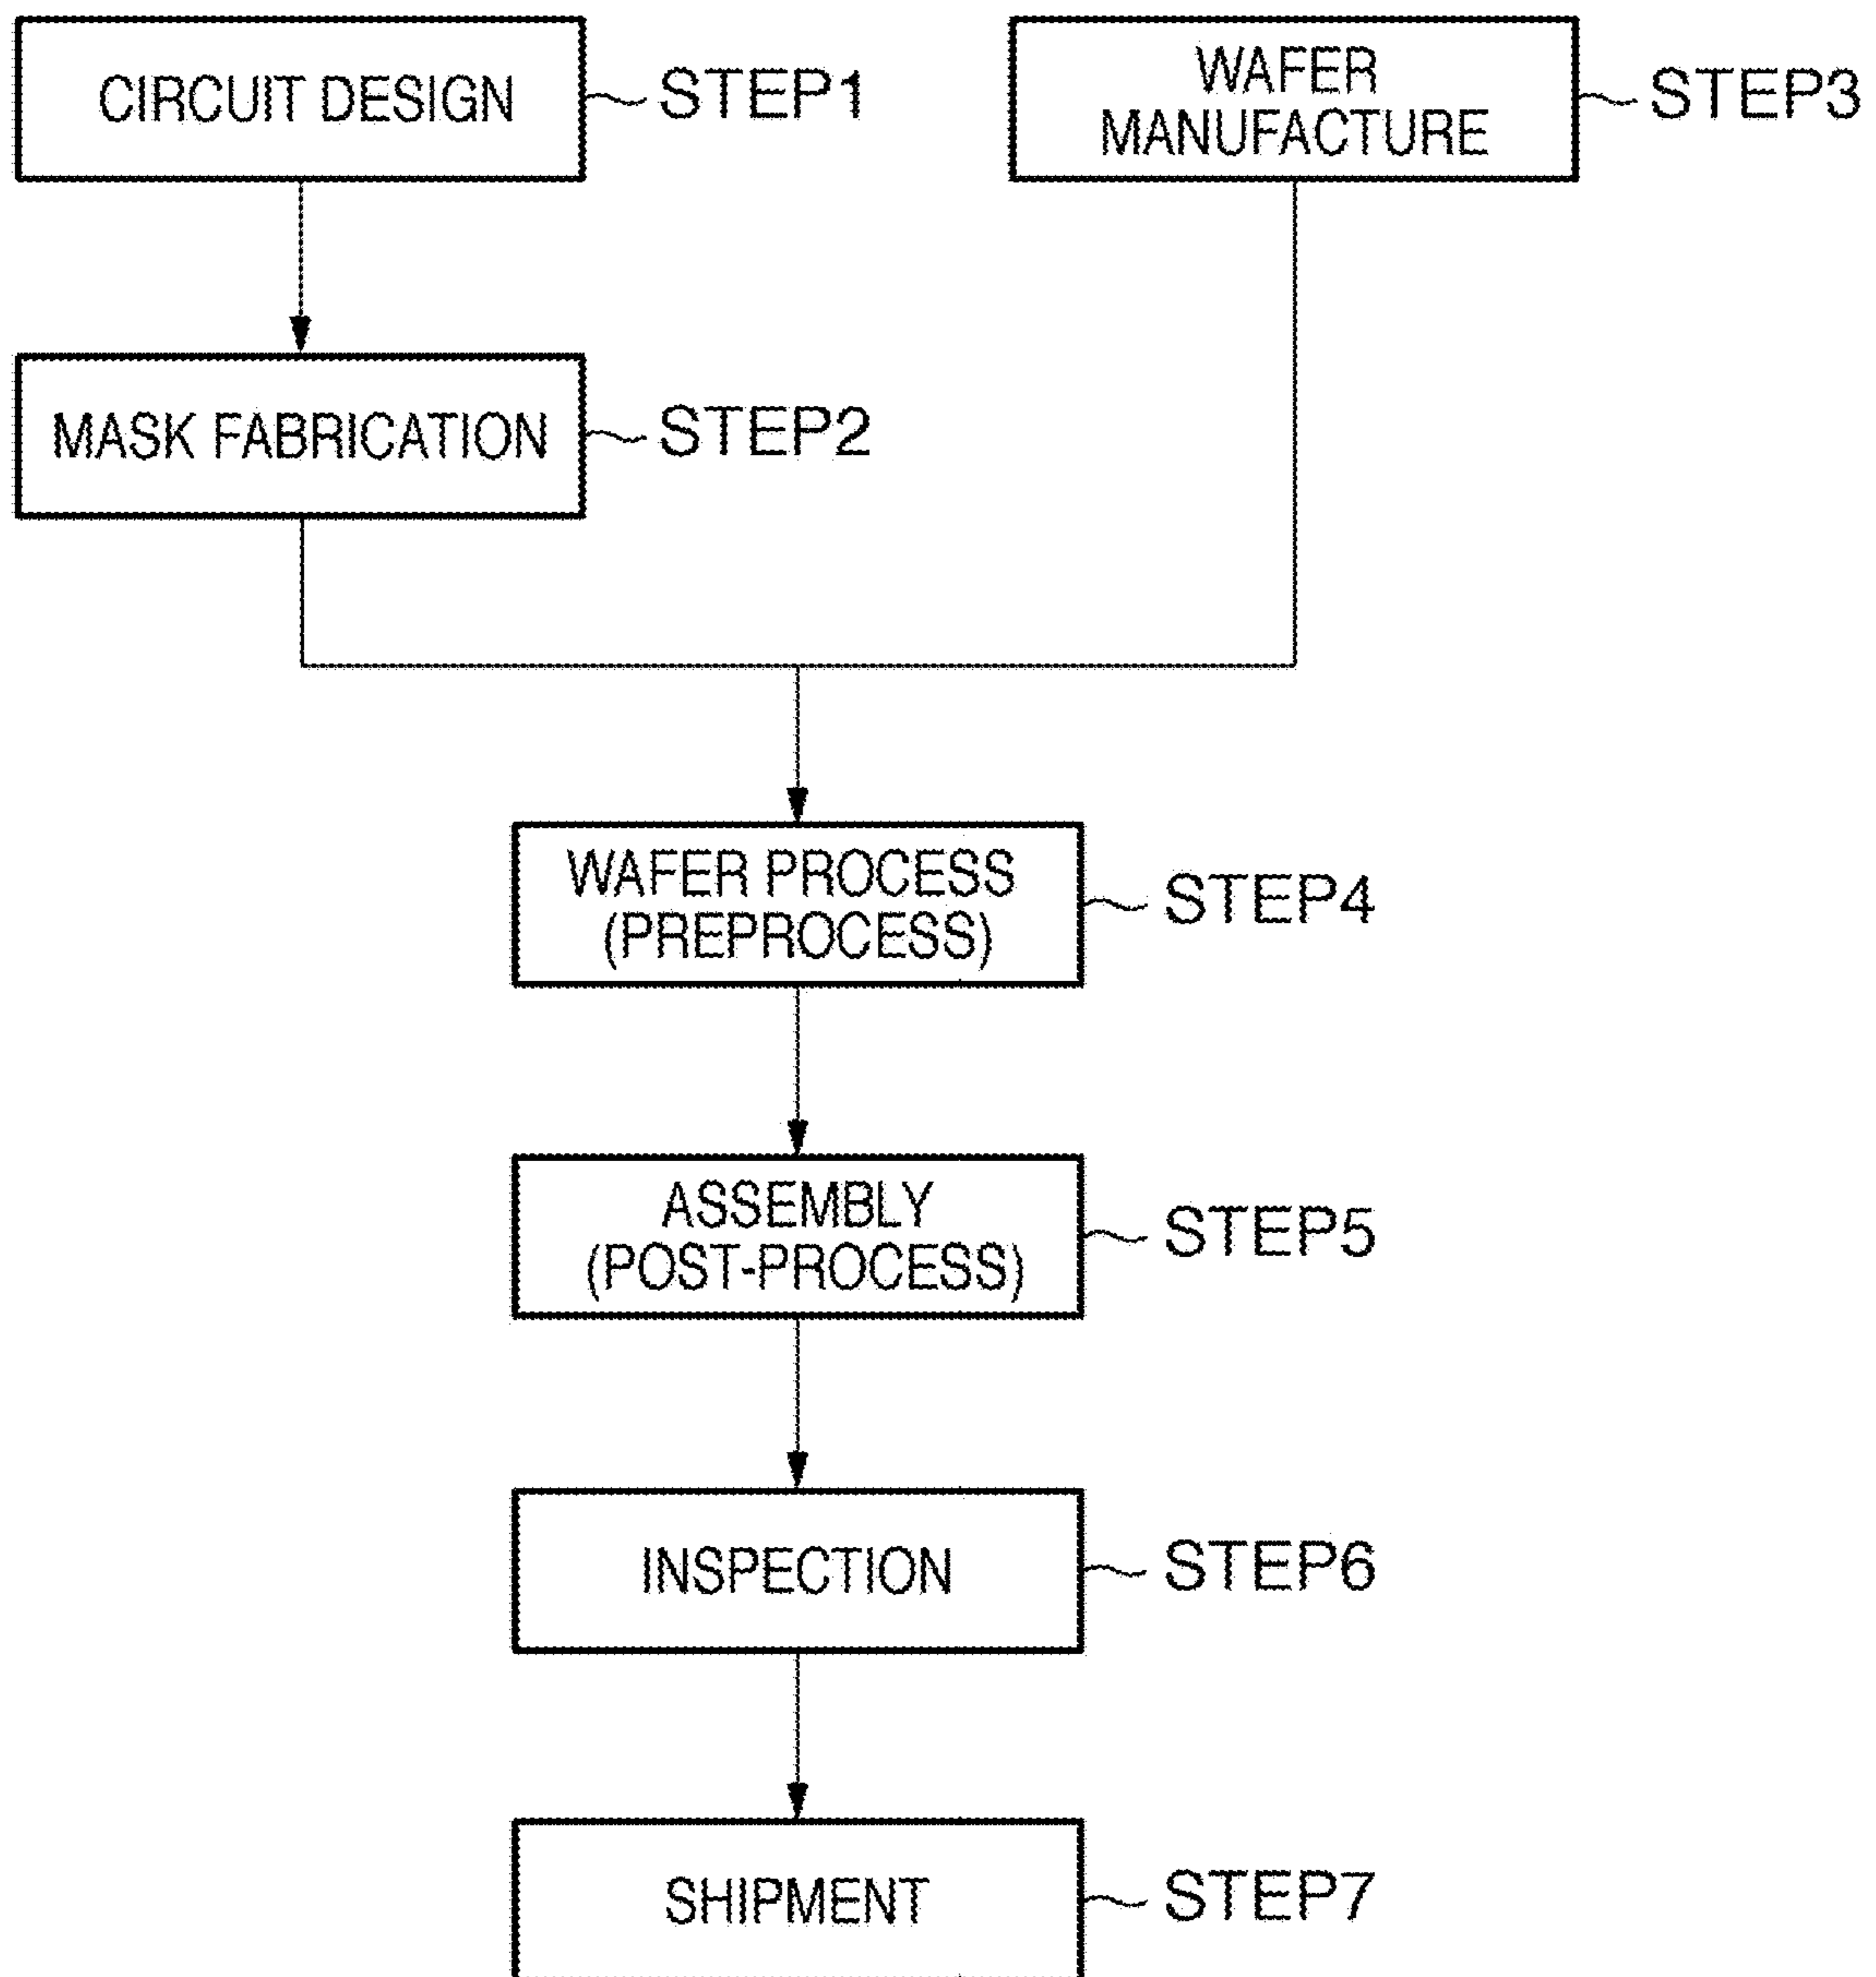 CIRCUIT DESIGN
STEP1
WAFER
MANUFACTURE
STEP3
MASK FABRICATION
STEP2
WAFER PROCESS
(PREPROCESS)
STEP4
ASSEMBLY
(POST-PROCESS)
STEP5
INSPECTION
STEP6
SHIPMENT
STEP7